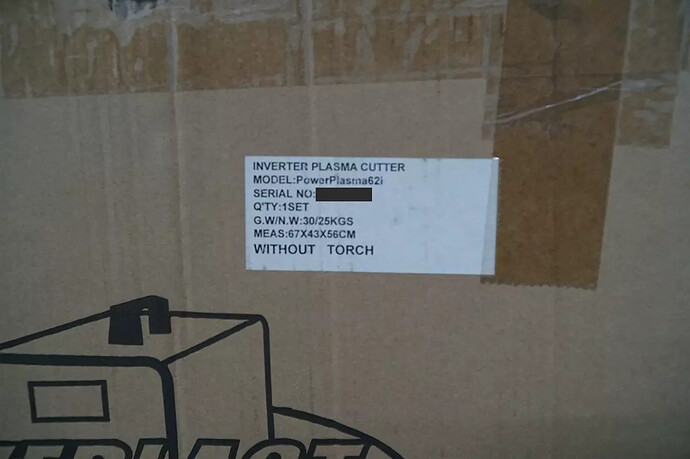 INVERTER PLASMA CUTTER
MODEL:PowerPlasma62i
SERIAL NO:
Q'TY:1SET
G.W/N.W:30/25KGS
MEAS:67X43X56CM
WITHOUT TORCH